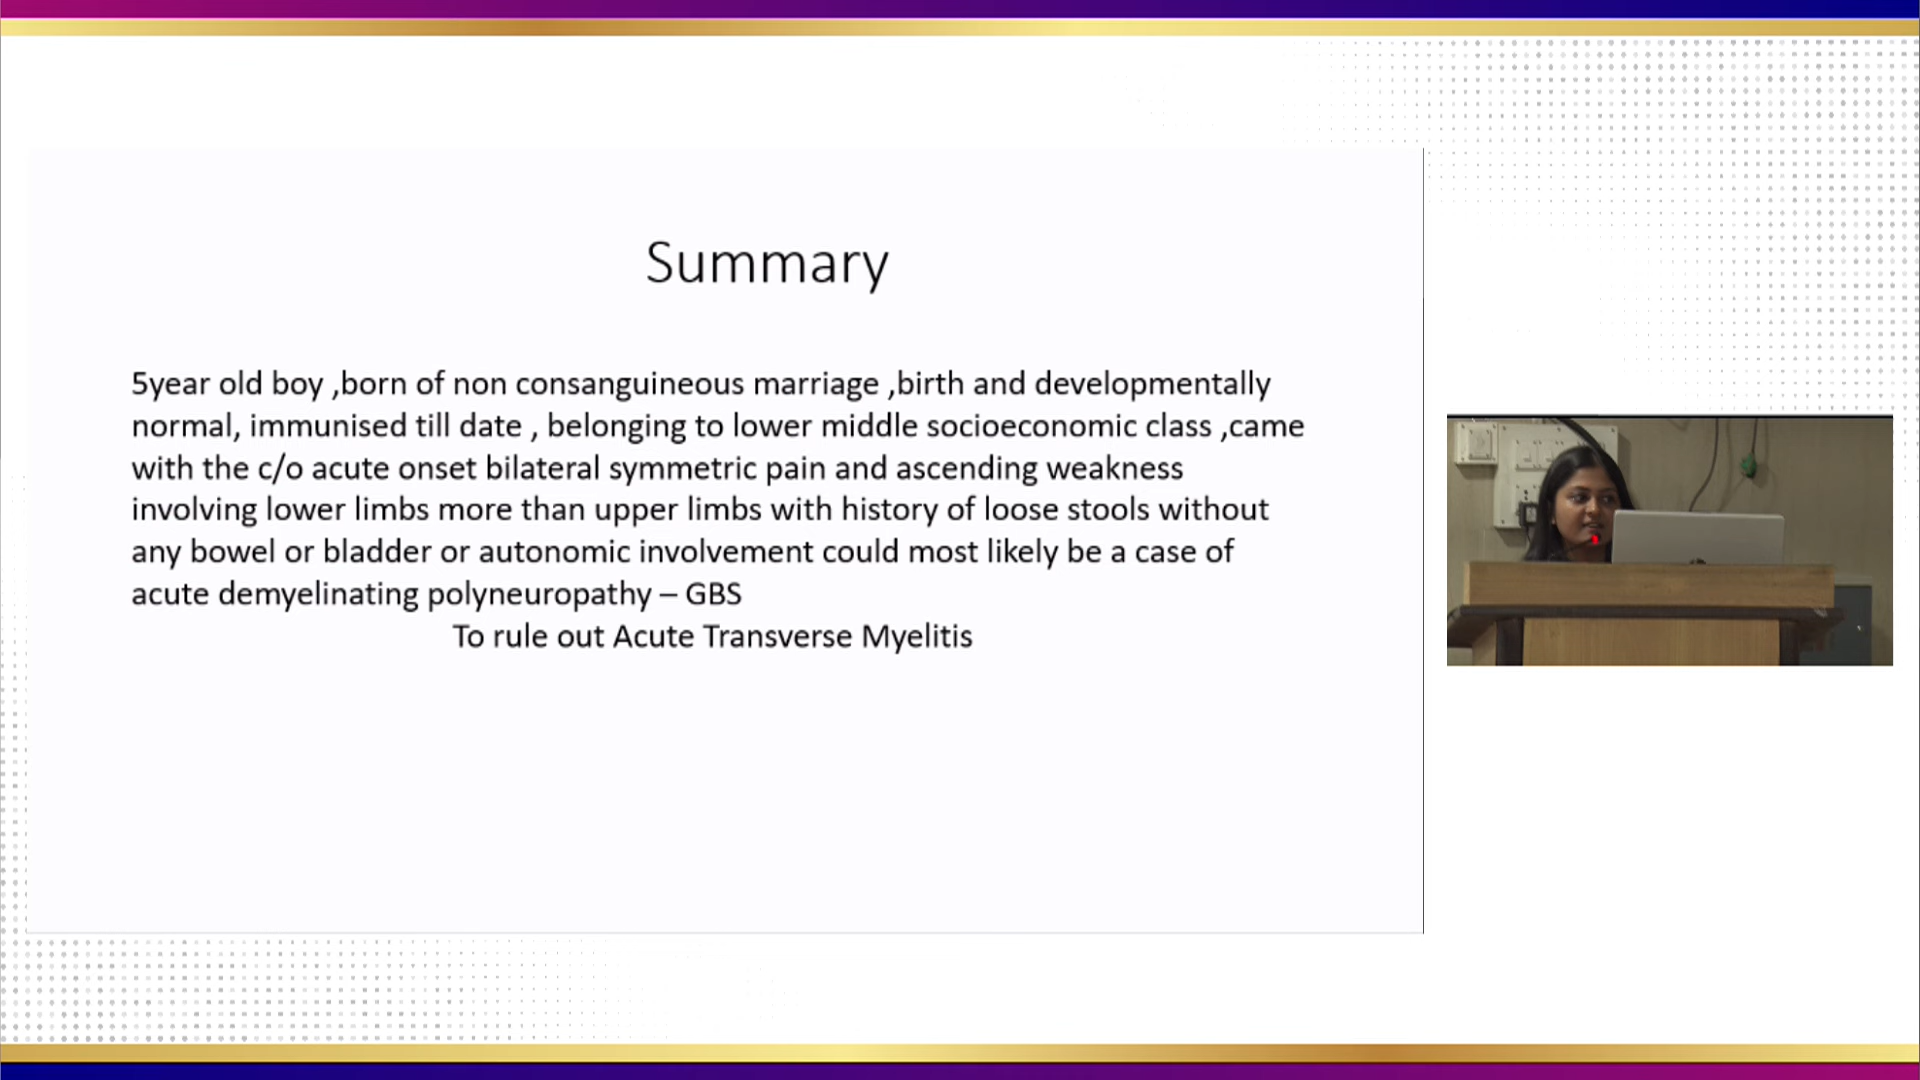 Summary
5year old boy ,born of non consanguineous marriage ,birth and developmentally
normal, immunised till date , belonging to lower middle socioeconomic class ,came
with the c/o acute onset bilateral symmetric pain and ascending weakness
involving lower limbs more than upper limbs with history of loose stools without
any bowel or bladder or autonomic involvement could most likely be a case of
acute demyelinating polyneuropathy – GBS
To rule out Acute Transverse Myelitis